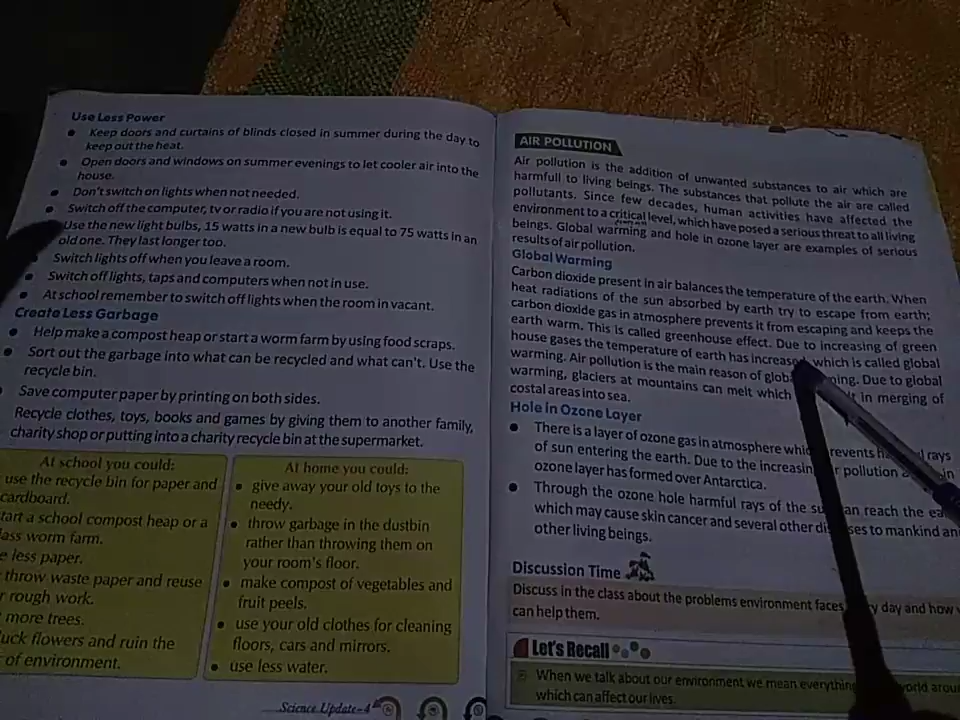 Use Less Power
Keep doors and curtains of blinds closed in summer during the day to
keep out the heat.
Open doors and windows on summer evenings to let cooler air into the
house.
Don't switch on lights when not needed.
Switch off the computer, tv or radio if you are not using it.
Use the new light bulbs, 15 watts in a new bulb is equal to 75 watts in an
old one. They last longer too.
Switch lights off when you leave a room.
Switch off lights, taps and computers when not in use.
At school remember to switch off lights when the room in vacant.
Create Less Garbage
Help make a compost heap or start a worm farm by using food scraps.
Sort out the garbage into what can be recycled and what can't. Use the
recycle bin.
Save computer paper by printing on both sides.
Recycle clothes, toys, books and games by giving them to another family,
charity shop or putting into a charity recycle bin at the supermarket.
At school you could:
use the recycle bin for paper and
cardboard.
start a school compost heap or a
worm farm.
less paper.
throw waste paper and reuse
rough work.
more trees.
flowers and ruin the
of environment.
At home you could:
give away your old toys to the
needy.
throw garbage in the dustbin
rather than throwing them on
your room's floor.
make compost of vegetables and
fruit peels.
use your old clothes for cleaning
floors, cars and mirrors.
use less water.
Science Update-4
AIR POLLUTION
Air pollution is the addition of unwanted substances to air which are
harmfull to living beings. The substances that pollute the air are called
pollutants. Since few decades, human activities have affected the
environment to a critical level, which have posed a serious threat to all living
beings. Global warming and hole in ozone layer are examples of serious
results of air pollution.
Global Warming
Carbon dioxide present in air balances the temperature of the earth. When
heat radiations of the sun absorbed by earth try to escape from earth;
carbon dioxide gas in atmosphere prevents it from escaping and keeps the
earth warm. This is called greenhouse effect. Due to increasing of green
house gases the temperature of earth has increased which is called global
warming. Air pollution is the main reason of global warming. Due to global
warming, glaciers at mountains can melt which in merging of
costal areas into sea.
Hole in Ozone Layer
There is a layer of ozone gas in atmosphere which prevents rays
of sun entering the earth. Due to the increasing air pollution
ozone layer has formed over Antarctica.
Through the ozone hole harmful rays of the sun can reach the
which may cause skin cancer and several other diseases to mankind and
other living beings.
Discussion Time
Discuss in the class about the problems environment faces every day and how
can help them.
Let's Recall
When we talk about our environment we mean everything world
which can affect our lives.